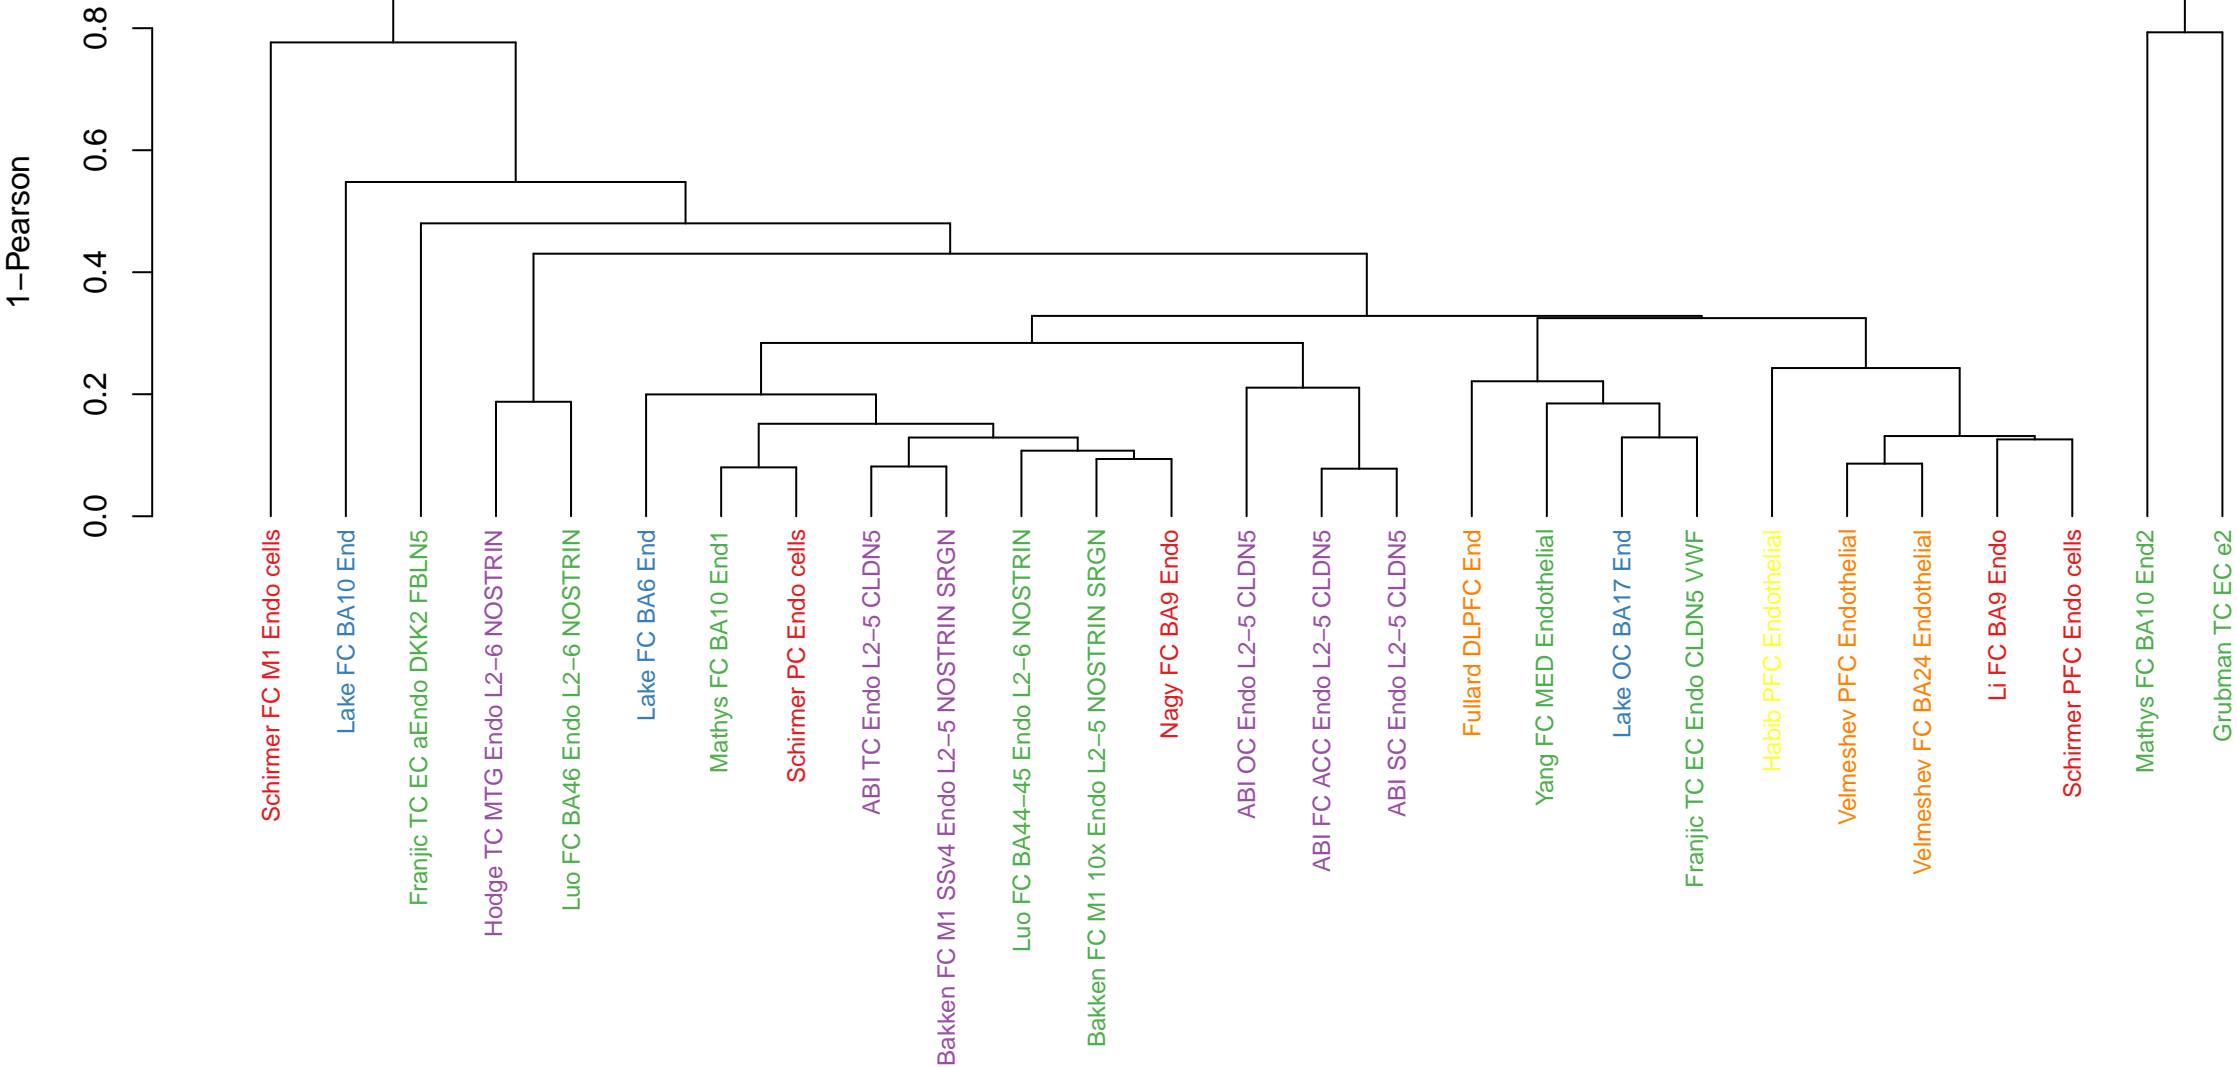 1−Pearson
0.8
0.6
0.4
0.2
0.0
Schirmer FC M1 Endo cells
Lake FC BA10 End
Franjic TC EC aEndo DKK2 FBLN5
Hodge TC MTG Endo L2−6 NOSTRIN
Luo FC BA46 Endo L2−6 NOSTRIN
Lake FC BA6 End
Mathys FC BA10 End1
Schirmer PC Endo cells
ABI TC Endo L2−5 CLDN5
Bakken FC M1 SSv4 Endo L2−5 NOSTRIN SRGN
Luo FC BA44−45 Endo L2−6 NOSTRIN
Bakken FC M1 10x Endo L2−5 NOSTRIN SRGN
Nagy FC BA9 Endo
ABI OC Endo L2−5 CLDN5
ABI FC ACC Endo L2−5 CLDN5
ABI SC Endo L2−5 CLDN5
Fullard DLPFC End
Yang FC MED Endothelial
Lake OC BA17 End
Franjic TC EC Endo CLDN5 VWF
Habib PFC Endothelial
Velmeshev PFC Endothelial
Velmeshev FC BA24 Endothelial
Li FC BA9 Endo
Schirmer PFC Endo cells
Mathys FC BA10 End2
Grubman TC EC e2